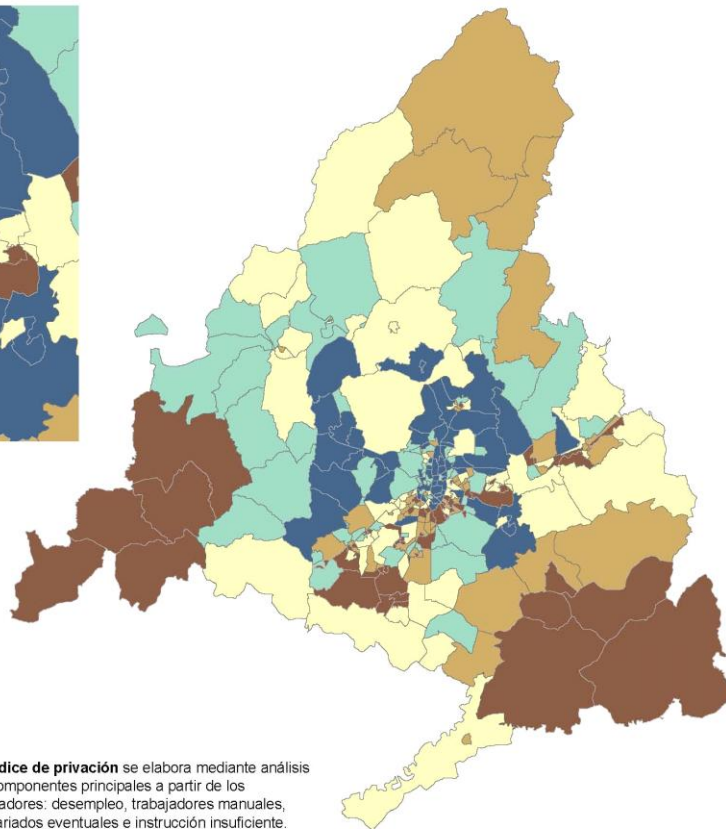 dice de privación se elabora mediante análisis
omponentes principales a partir de los
adores: desempleo, trabajadores manuales,
ariados eventuales e instrucción insuficiente.